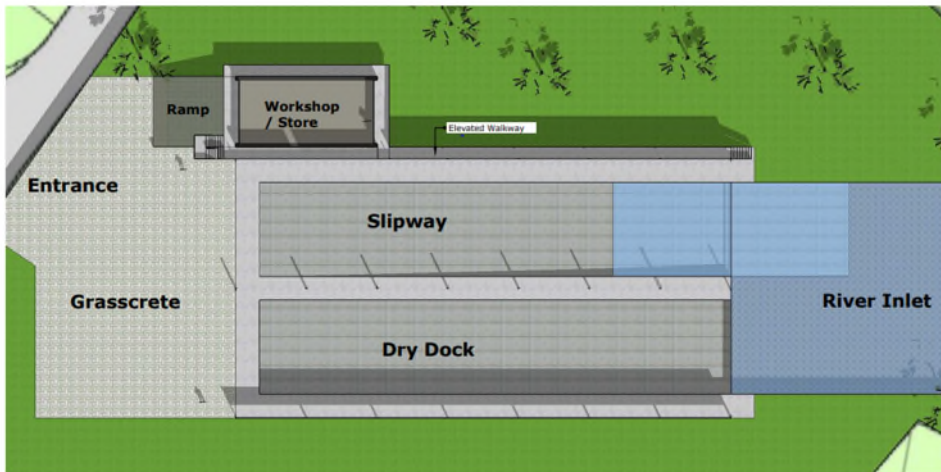 Ramp
Workshop
/ Store
Elevated Walkway
Entrance
Slipway
Grasscrete
River Inlet
Dry Dock